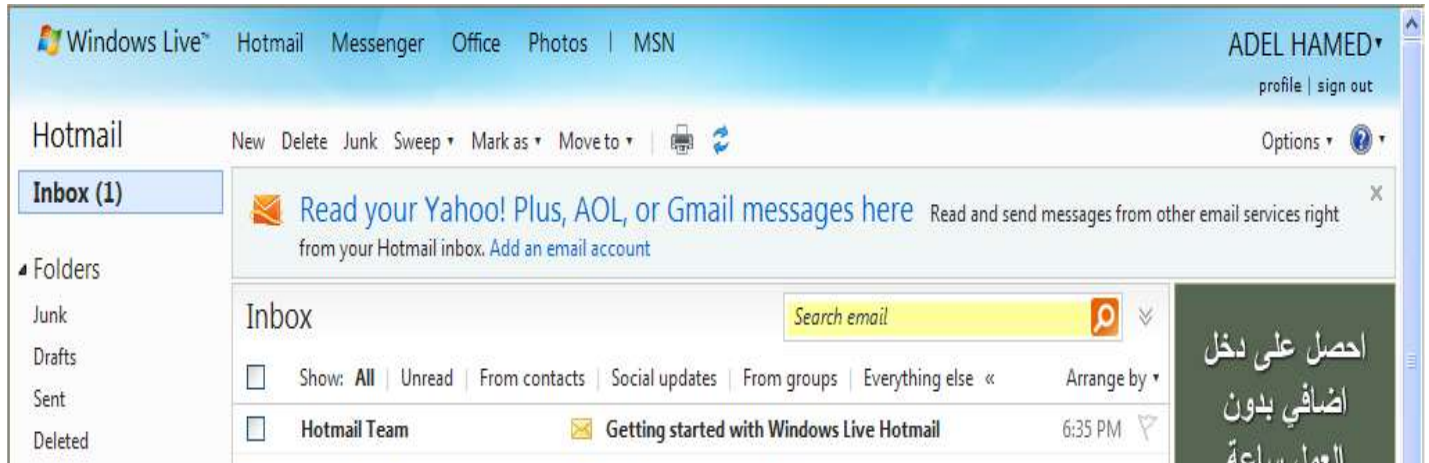 Windows Live™ Hotmail Messenger Office Photos | MSN ADEL HAMED
profile | sign out
Hotmail New Delete Junk Sweep Mark as Move to | Options
Inbox (1)
Read your Yahoo! Plus, AOL, or Gmail messages here Read and send messages from other email services right
from your Hotmail inbox. Add an email account
Folders
Junk
Drafts
Sent
Deleted
Inbox Search email
Show: All | Unread | From contacts | Social updates | From groups | Everything else « Arrange by
Hotmail Team Getting started with Windows Live Hotmail 6:35 PM
احصل على دخل
اضافي بدون
العمل ساعة